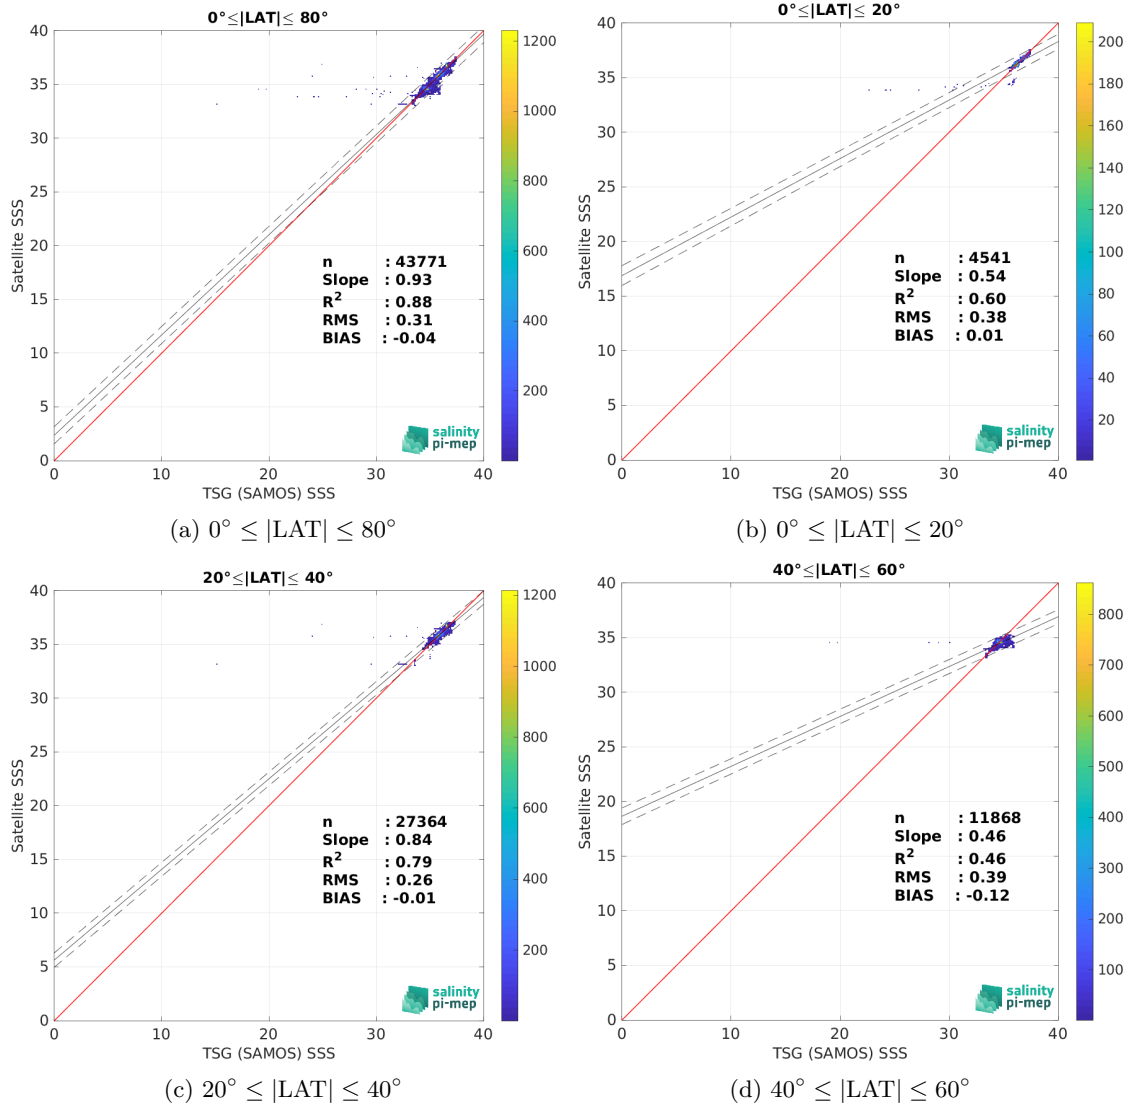 0°≤|LAT|≤ 80°
40
35
30
25
20
15
10
5
0
Satellite SSS
0
10
20
30
40
TSG (SAMOS) SSS
n : 43771
Slope : 0.93
R² : 0.88
RMS : 0.31
BIAS : -0.04
salinity
pi-mep
1200
1000
800
600
400
200
(a) 0° ≤ |LAT| ≤ 80°
0°≤|LAT|≤ 20°
40
35
30
25
20
15
10
5
0
Satellite SSS
0
10
20
30
40
TSG (SAMOS) SSS
n : 4541
Slope : 0.54
R² : 0.60
RMS : 0.38
BIAS : 0.01
salinity
pi-mep
200
180
160
140
120
100
80
60
40
20
(b) 0° ≤ |LAT| ≤ 20°
20°≤|LAT|≤ 40°
40
35
30
25
20
15
10
5
0
Satellite SSS
0
10
20
30
40
TSG (SAMOS) SSS
n : 27364
Slope : 0.84
R² : 0.79
RMS : 0.26
BIAS : -0.01
salinity
pi-mep
1200
1000
800
600
400
200
(c) 20° ≤ |LAT| ≤ 40°
40°≤|LAT|≤ 60°
40
35
30
25
20
15
10
5
0
Satellite SSS
0
10
20
30
40
TSG (SAMOS) SSS
n : 11868
Slope : 0.46
R² : 0.46
RMS : 0.39
BIAS : -0.12
salinity
pi-mep
800
700
600
500
400
300
200
100
(d) 40° ≤ |LAT| ≤ 60°